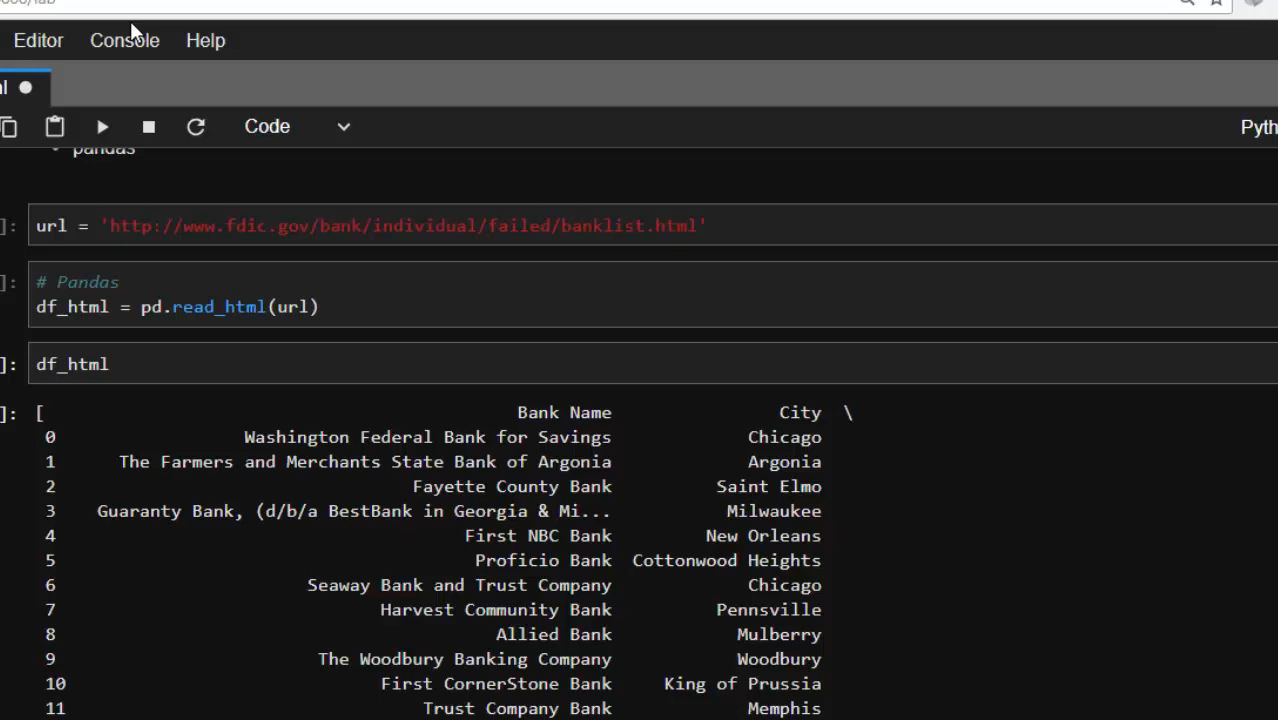 Editor Console Help
Code
pandas
]: url = 'http://www.fdic.gov/bank/individual/failed/banklist.html'
]: # Pandas
df_html = pd.read_html(url)
]: df_html
]: [ Bank Name City \
0 Washington Federal Bank for Savings Chicago
1 The Farmers and Merchants State Bank of Argonia Argonia
2 Fayette County Bank Saint Elmo
3 Guaranty Bank, (d/b/a BestBank in Georgia & Mi... Milwaukee
4 First NBC Bank New Orleans
5 Proficio Bank Cottonwood Heights
6 Seaway Bank and Trust Company Chicago
7 Harvest Community Bank Pennsville
8 Allied Bank Mulberry
9 The Woodbury Banking Company Woodbury
10 First CornerStone Bank King of Prussia
11 Trust Company Bank Memphis